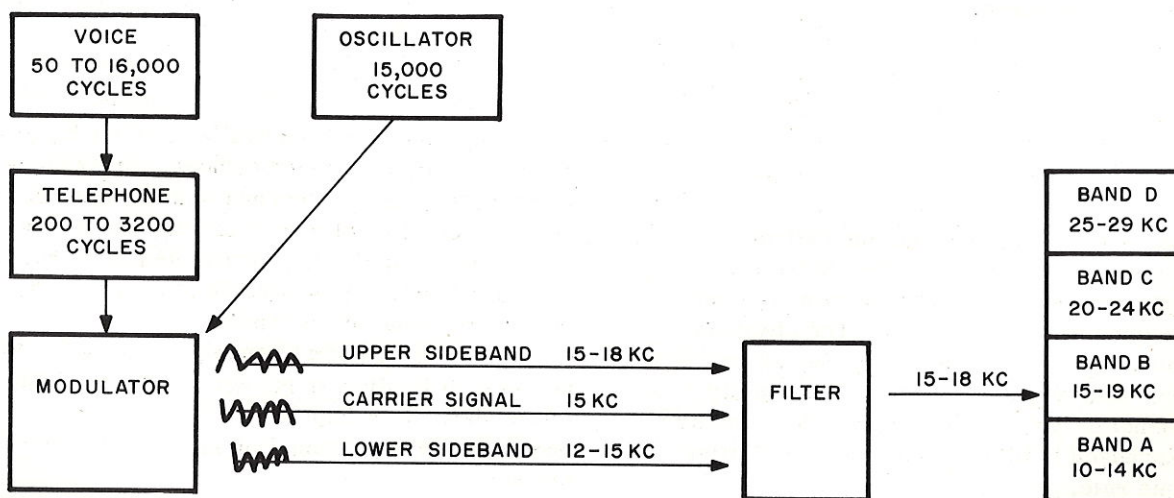 VOICE
50 TO 16,000
CYCLES
OSCILLATOR
15,000
CYCLES
TELEPHONE
200 TO 3200
CYCLES
MODULATOR
UPPER SIDEBAND 15-18 KC
CARRIER SIGNAL 15 KC
LOWER SIDEBAND 12-15 KC
FILTER
15-18 KC
BAND D
25-29 KC
BAND C
20-24 KC
BAND B
15-19 KC
BAND A
10-14 KC